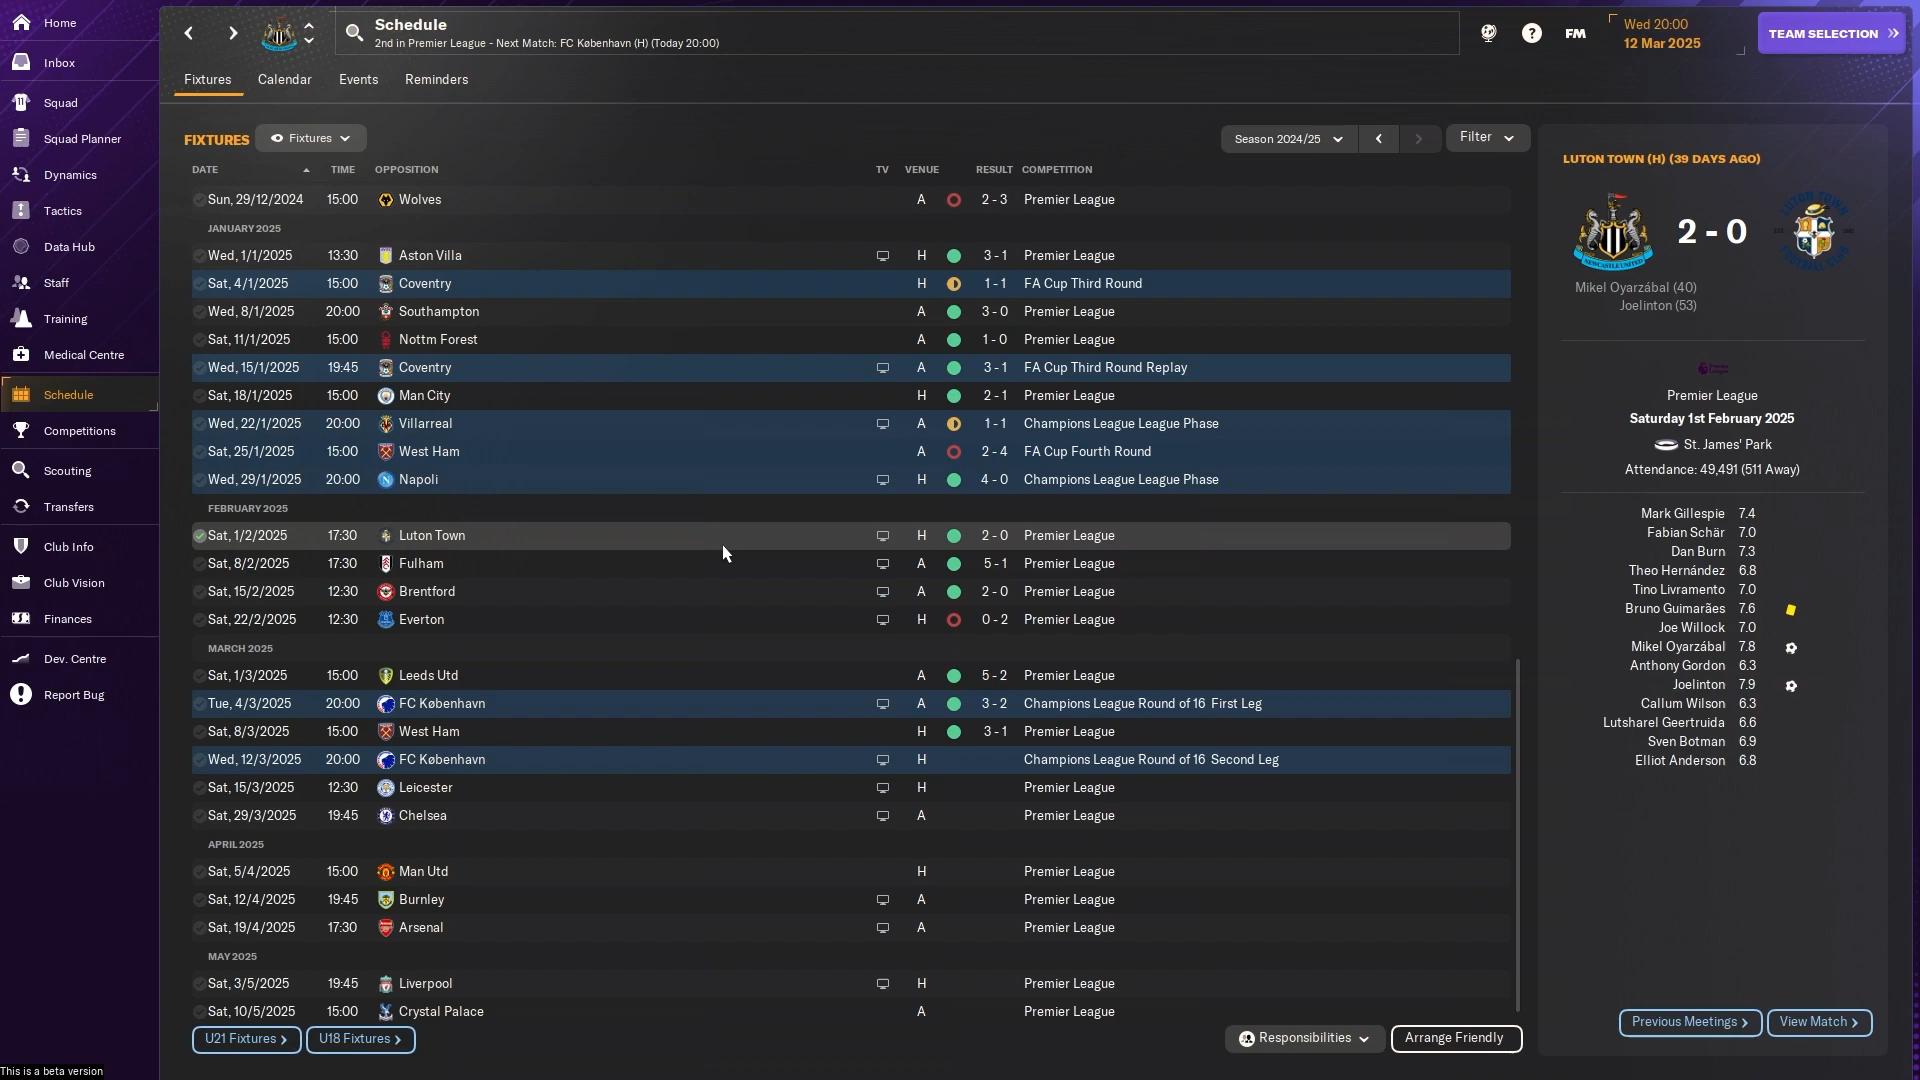 Home
Inbox
Squad
Squad Planner
Dynamics
Tactics
Data Hub
Staff
Training
Medical Centre
Schedule
Competitions
Scouting
Transfers
Club Info
Club Vision
Finances
Dev. Centre
Report Bug
This is a beta version
Schedule
2nd in Premier League - Next Match: FC København (H) (Today 20:00)
FM
Wed 20:00
12 Mar 2025
TEAM SELECTION
Fixtures Calendar Events Reminders
FIXTURES Fixtures Season 2024/25 Filter
DATE TIME OPPOSITION TV VENUE RESULT COMPETITION
Sun, 29/12/2024 15:00 Wolves A 2 - 3 Premier League
JANUARY 2025
Wed, 1/1/2025 13:30 Aston Villa H 3 - 1 Premier League
Sat, 4/1/2025 15:00 Coventry H 1 - 1 FA Cup Third Round
Wed, 8/1/2025 20:00 Southampton A 3 - 0 Premier League
Sat, 11/1/2025 15:00 Nottm Forest A 1 - 0 Premier League
Wed, 15/1/2025 19:45 Coventry A 3 - 1 FA Cup Third Round Replay
Sat, 18/1/2025 15:00 Man City H 2 - 1 Premier League
Wed, 22/1/2025 20:00 Villarreal A 1 - 1 Champions League League Phase
Sat, 25/1/2025 15:00 West Ham A 2 - 4 FA Cup Fourth Round
Wed, 29/1/2025 20:00 Napoli H 4 - 0 Champions League League Phase
FEBRUARY 2025
Sat, 1/2/2025 17:30 Luton Town H 2 - 0 Premier League
Sat, 8/2/2025 17:30 Fulham A 5 - 1 Premier League
Sat, 15/2/2025 12:30 Brentford A 2 - 0 Premier League
Sat, 22/2/2025 12:30 Everton H 0 - 2 Premier League
MARCH 2025
Sat, 1/3/2025 15:00 Leeds Utd A 5 - 2 Premier League
Tue, 4/3/2025 20:00 FC København A 3 - 2 Champions League Round of 16 First Leg
Sat, 8/3/2025 15:00 West Ham H 3 - 1 Premier League
Wed, 12/3/2025 20:00 FC København H Champions League Round of 16 Second Leg
Sat, 15/3/2025 12:30 Leicester H Premier League
Sat, 29/3/2025 19:45 Chelsea A Premier League
APRIL 2025
Sat, 5/4/2025 15:00 Man Utd H Premier League
Sat, 12/4/2025 19:45 Burnley A Premier League
Sat, 19/4/2025 17:30 Arsenal A Premier League
MAY 2025
Sat, 3/5/2025 19:45 Liverpool H Premier League
Sat, 10/5/2025 15:00 Crystal Palace A Premier League
U21 Fixtures U18 Fixtures Responsibilities Arrange Friendly
LUTON TOWN (H) (39 DAYS AGO)
2 - 0
Mikel Oyarzábal (40)
Joelinton (53)
Premier League
Saturday 1st February 2025
St. James' Park
Attendance: 49,491 (511 Away)
Mark Gillespie 7.4
Fabian Schär 7.0
Dan Burn 7.3
Theo Hernández 6.8
Tino Livramento 7.0
Bruno Guimarães 7.6
Joe Willock 7.0
Mikel Oyarzábal 7.8
Anthony Gordon 6.3
Joelinton 7.9
Callum Wilson 6.3
Lutsharel Geertruida 6.6
Sven Botman 6.9
Elliot Anderson 6.8
Previous Meetings View Match